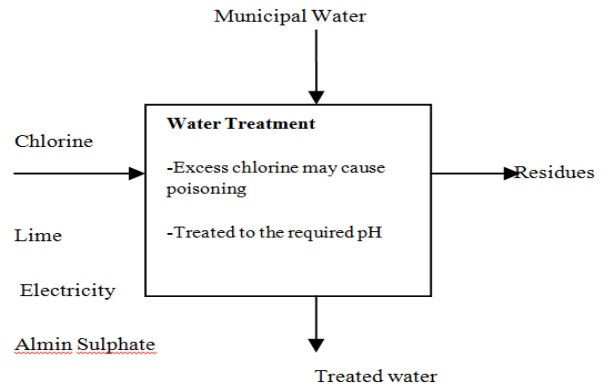 Municipal Water
Water Treatment
Chlorine
-Excess chlorine may cause
poisoning
Residues
-Treated to the required pH
Lime
Electricity
Almin Sulphate
Treated water